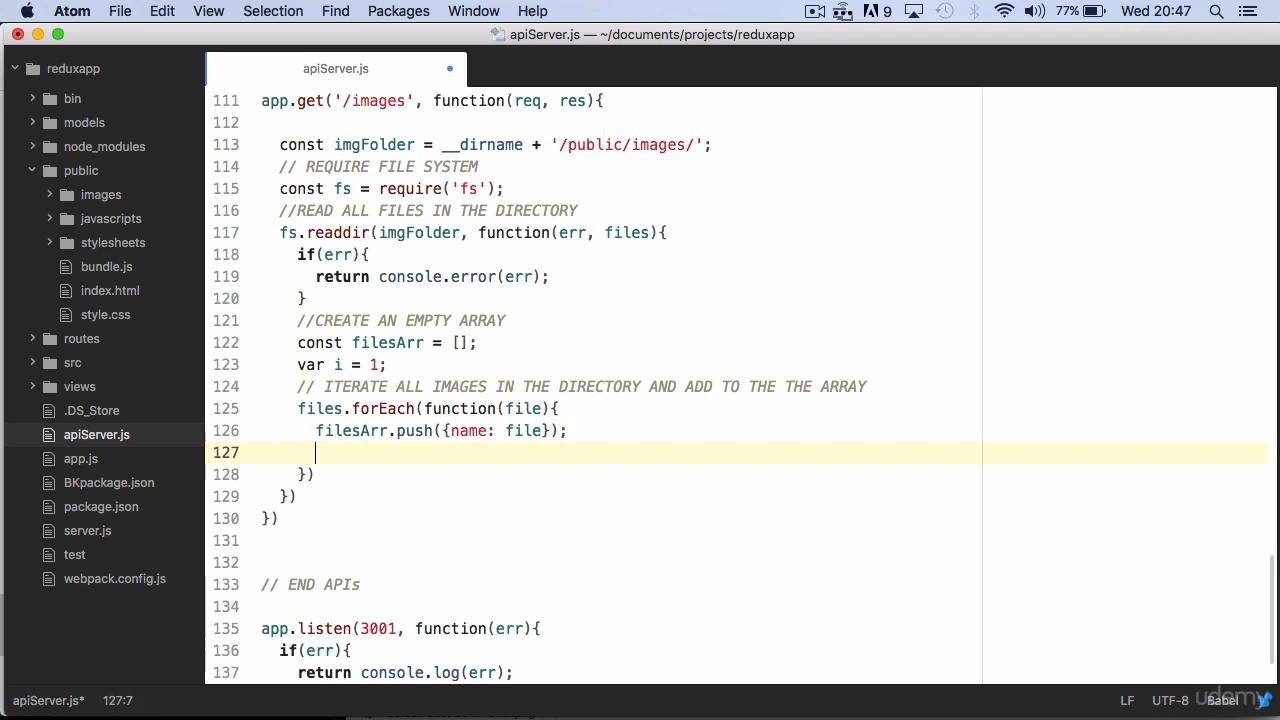 Atom File Edit View Selection Find Packages Window Help 9 77% Wed 20:47
apiServer.js — ~/documents/projects/reduxapp
reduxapp
bin
models
node_modules
public
images
javascripts
stylesheets
bundle.js
index.html
style.css
routes
src
views
.DS_Store
apiServer.js
app.js
BKpackage.json
package.json
server.js
test
webpack.config.js
apiServer.js
111 app.get('/images', function(req, res){
112
113 const imgFolder = __dirname + '/public/images/';
114 // REQUIRE FILE SYSTEM
115 const fs = require('fs');
116 //READ ALL FILES IN THE DIRECTORY
117 fs.readdir(imgFolder, function(err, files){
118 if(err){
119 return console.error(err);
120 }
121 //CREATE AN EMPTY ARRAY
122 const filesArr = [];
123 var i = 1;
124 // ITERATE ALL IMAGES IN THE DIRECTORY AND ADD TO THE THE ARRAY
125 files.forEach(function(file){
126 filesArr.push({name: file});
127
128 })
129 })
130 })
131
132
133 // END APIs
134
135 app.listen(3001, function(err){
136 if(err){
137 return console.log(err);
apiServer.js* 127:7 LF UTF-8 Babel
udemy